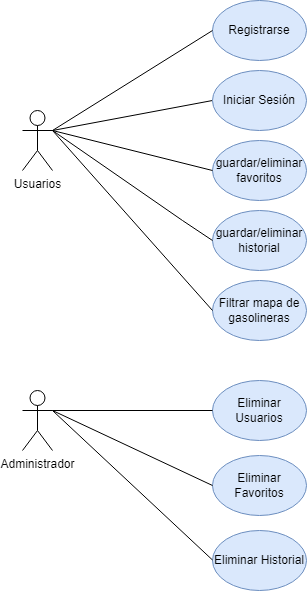 Registrarse
Iniciar Sesión
guardar/eliminar
favoritos
Usuarios
guardar/eliminar
historial
Filtrar mapa de
gasolineras
Eliminar
Usuarios
Administrador
Eliminar
Favoritos
Eliminar Historial